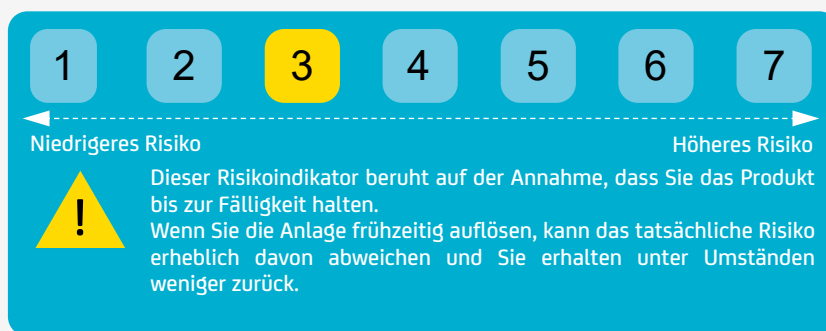 1 2 3 4 5 6 7
Niedrigeres Risiko Höheres Risiko
!
Dieser Risikoindikator beruht auf der Annahme, dass Sie das Produkt
bis zur Fälligkeit halten.
Wenn Sie die Anlage frühzeitig auflösen, kann das tatsächliche Risiko
erheblich davon abweichen und Sie erhalten unter Umständen
weniger zurück.